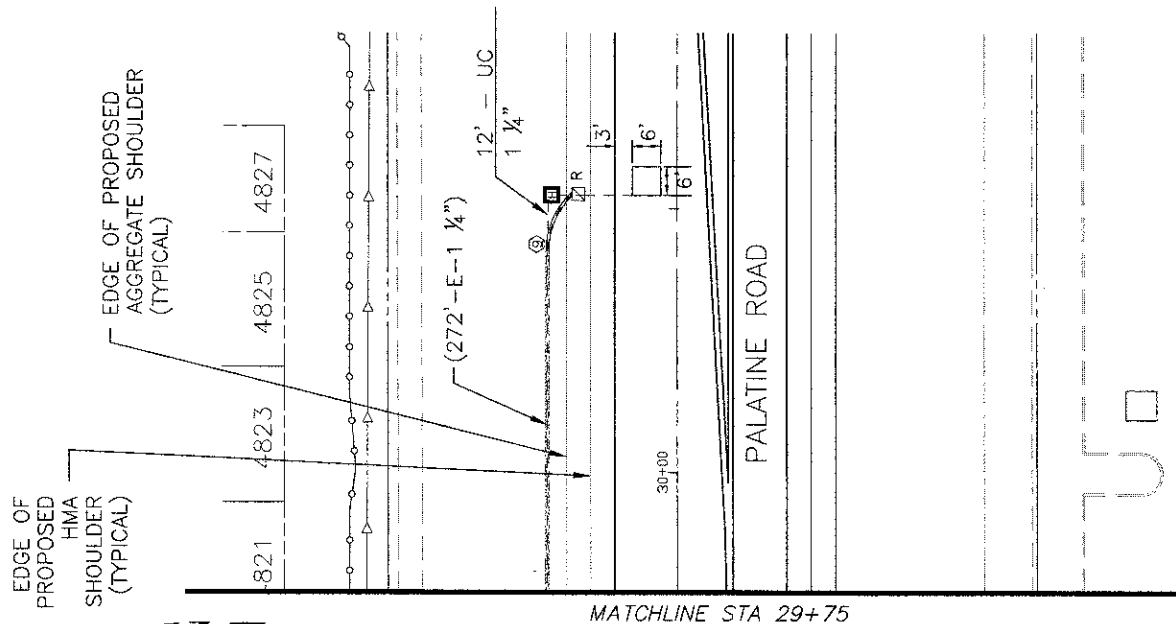 EDGE OF
PROPOSED
HMA
SHOULDER
(TYPICAL)
EDGE OF PROPOSED
AGGREGATE SHOULDER
(TYPICAL)
4821
4823
4825
4827
(272'-E-1 ¼")
12' - UC
1 ¼"
9
H
R
3'
6'
6'
30+00
PALATINE ROAD
MATCHLINE STA 29+75